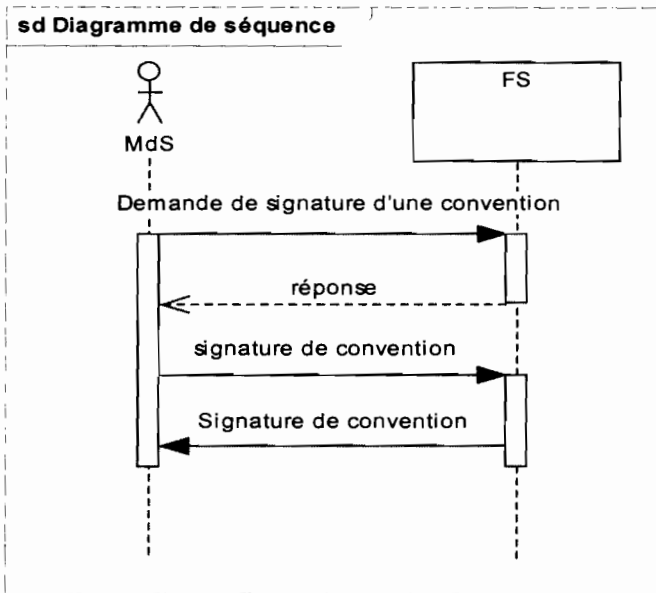 sd Diagramme de séquence
MdS
FS
Demande de signature d'une convention
réponse
signature de convention
Signature de convention